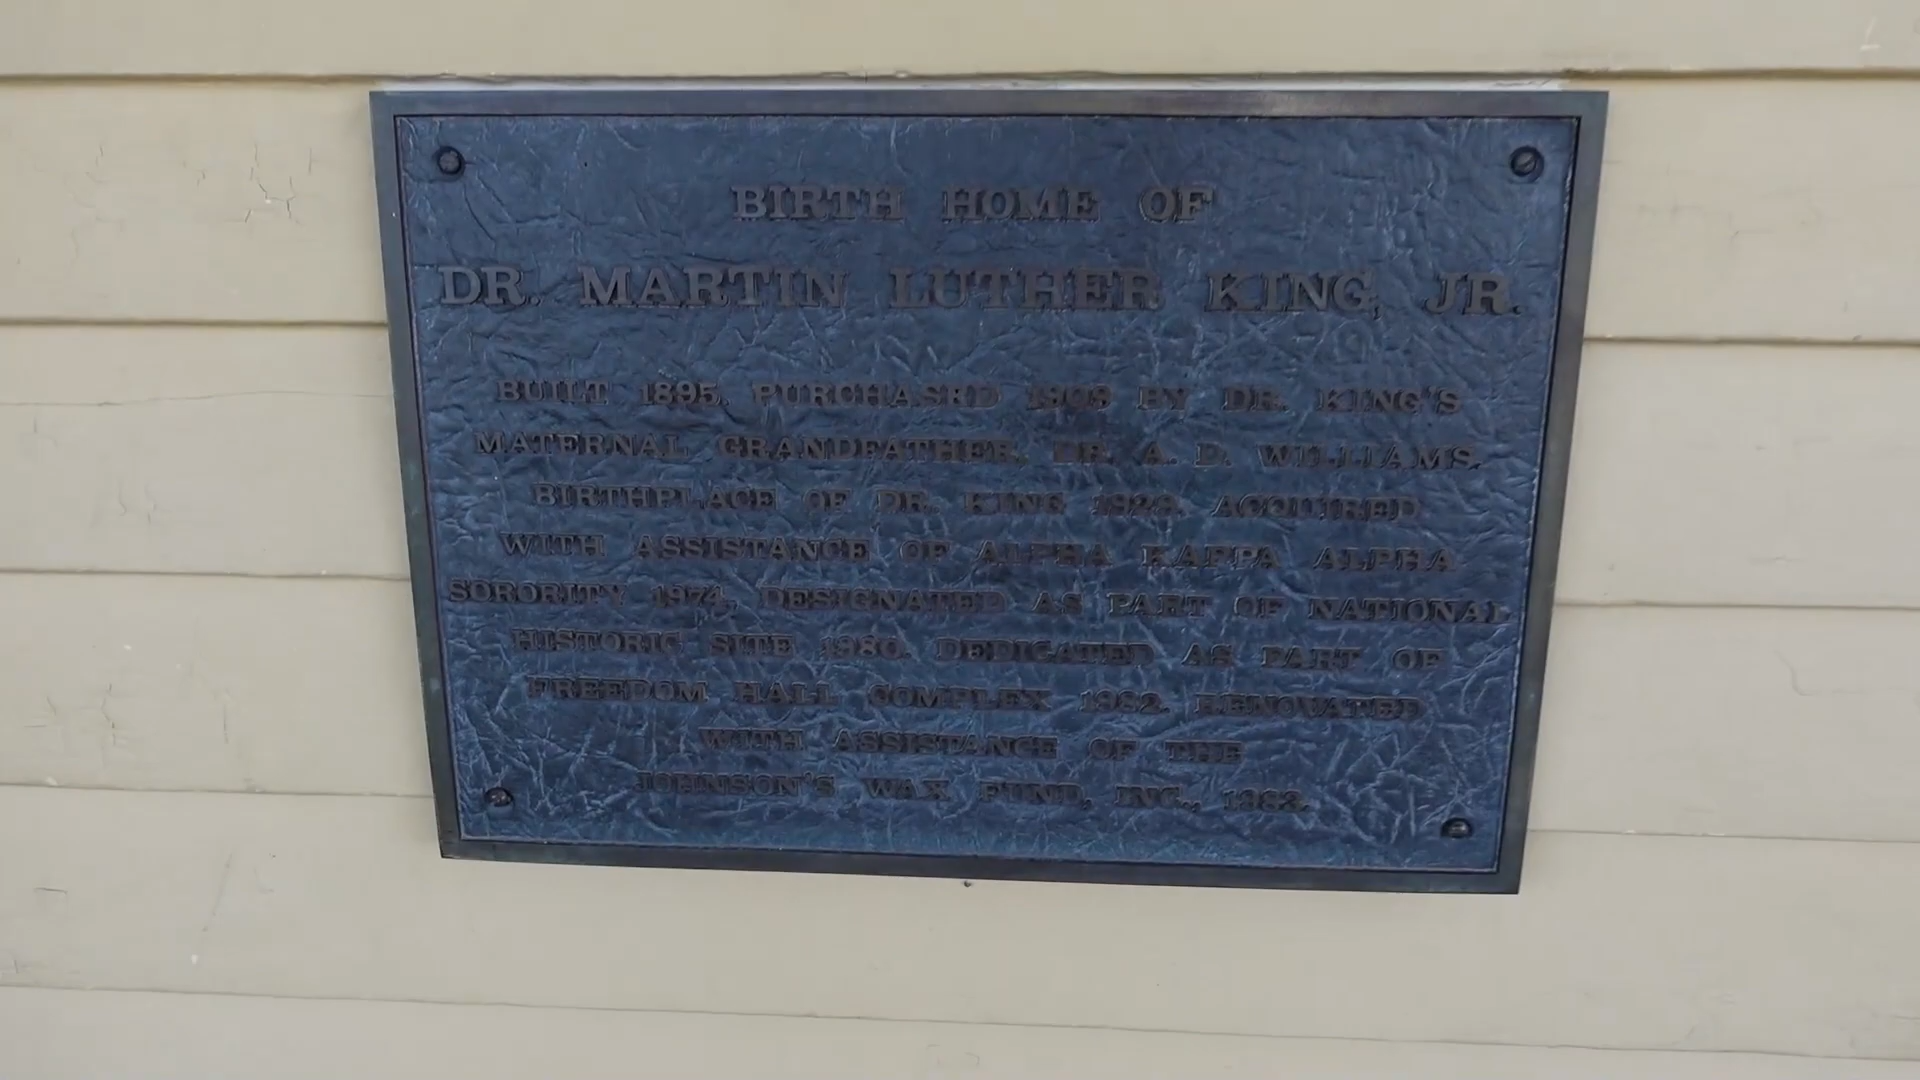 BIRTH HOME OF
DR. MARTIN LUTHER KING, JR.
BUILT 1895. PURCHASED 1909 BY DR. KING'S
MATERNAL GRANDFATHER, DR. A. D. WILLIAMS.
BIRTHPLACE OF DR. KING 1929. ACQUIRED
WITH ASSISTANCE OF ALPHA KAPPA ALPHA
SORORITY 1974. DESIGNATED AS PART OF NATIONAL
HISTORIC SITE 1980. DEDICATED AS PART OF
FREEDOM HALL COMPLEX 1982. RENOVATED
WITH ASSISTANCE OF THE
JOHNSON'S WAX FUND, INC., 1983.